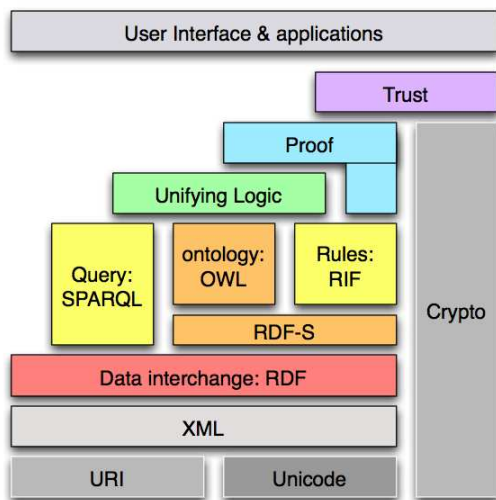 User Interface & applications
Trust
Proof
Unifying Logic
Query:
SPARQL
ontology:
OWL
Rules:
RIF
Crypto
RDF-S
Data interchange: RDF
XML
URI
Unicode